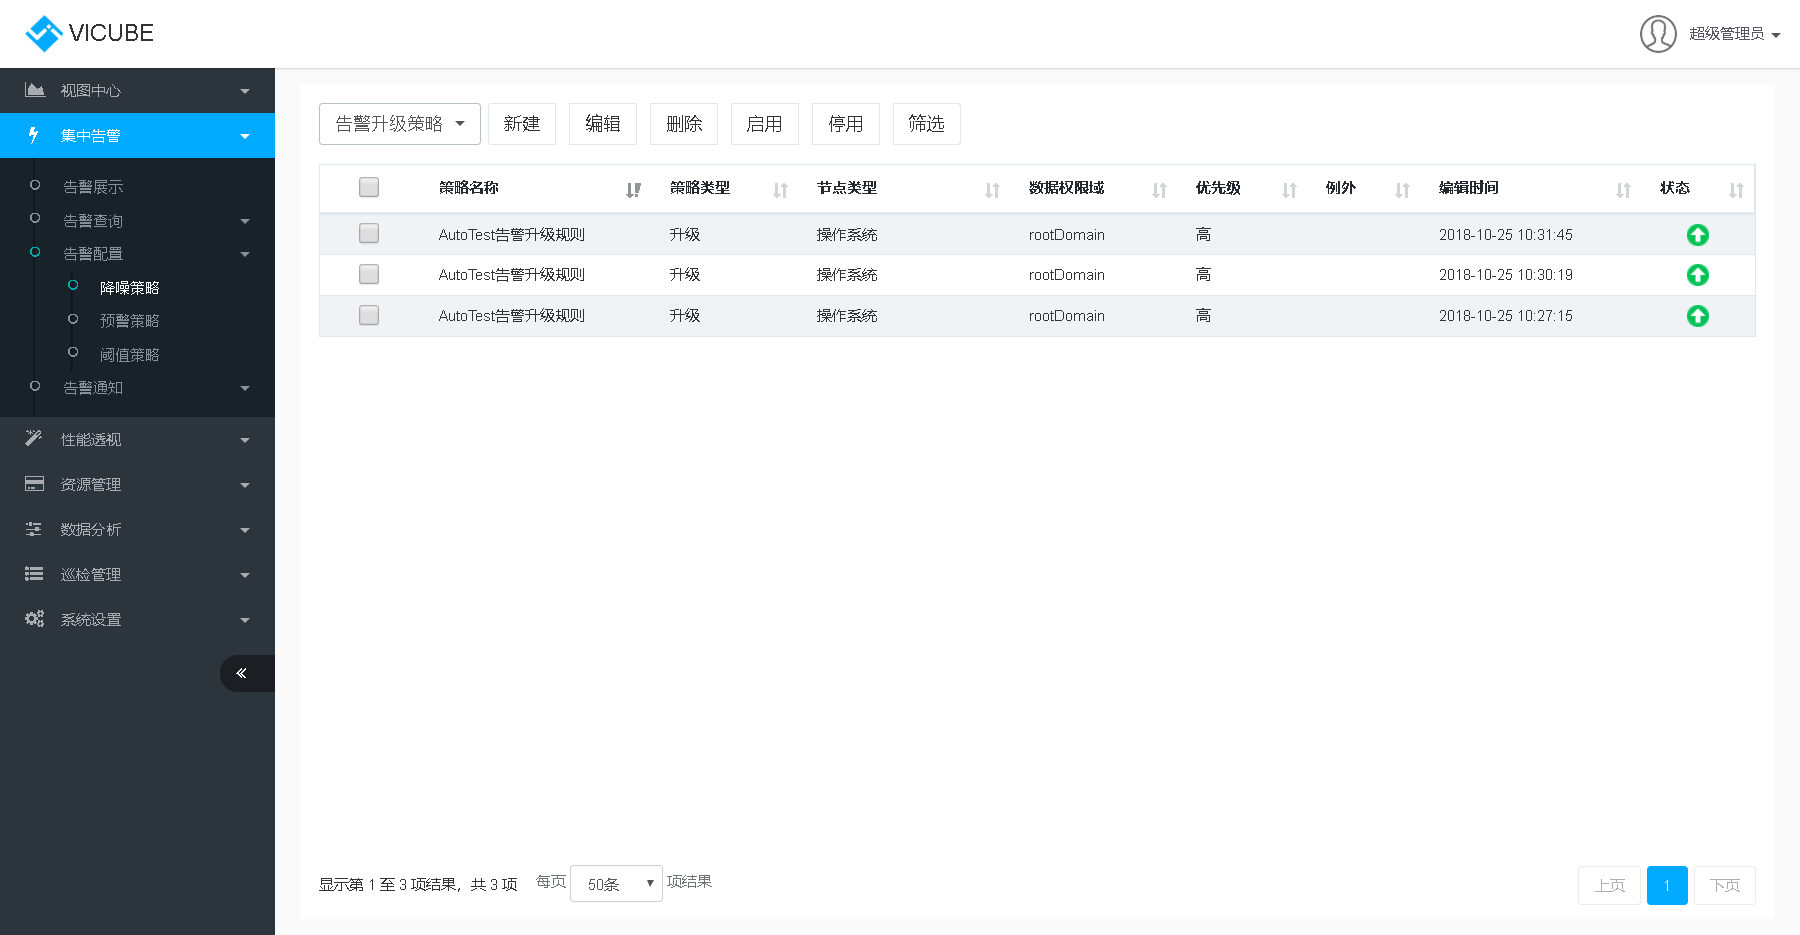 VICUBE
超级管理员
视图中心
集中告警
告警展示
告警查询
告警配置
降噪策略
预警策略
阈值策略
告警通知
性能透视
资源管理
数据分析
巡检管理
系统设置
告警升级策略 新建 编辑 删除 启用 停用 筛选
策略名称 策略类型 节点类型 数据权限域 优先级 例外 编辑时间 状态
AutoTest告警升级规则 升级 操作系统 rootDomain 高 2018-10-25 10:31:45
AutoTest告警升级规则 升级 操作系统 rootDomain 高 2018-10-25 10:30:19
AutoTest告警升级规则 升级 操作系统 rootDomain 高 2018-10-25 10:27:15
显示第 1 至 3 项结果，共 3 项 每页 50条 项结果
上页 1 下页